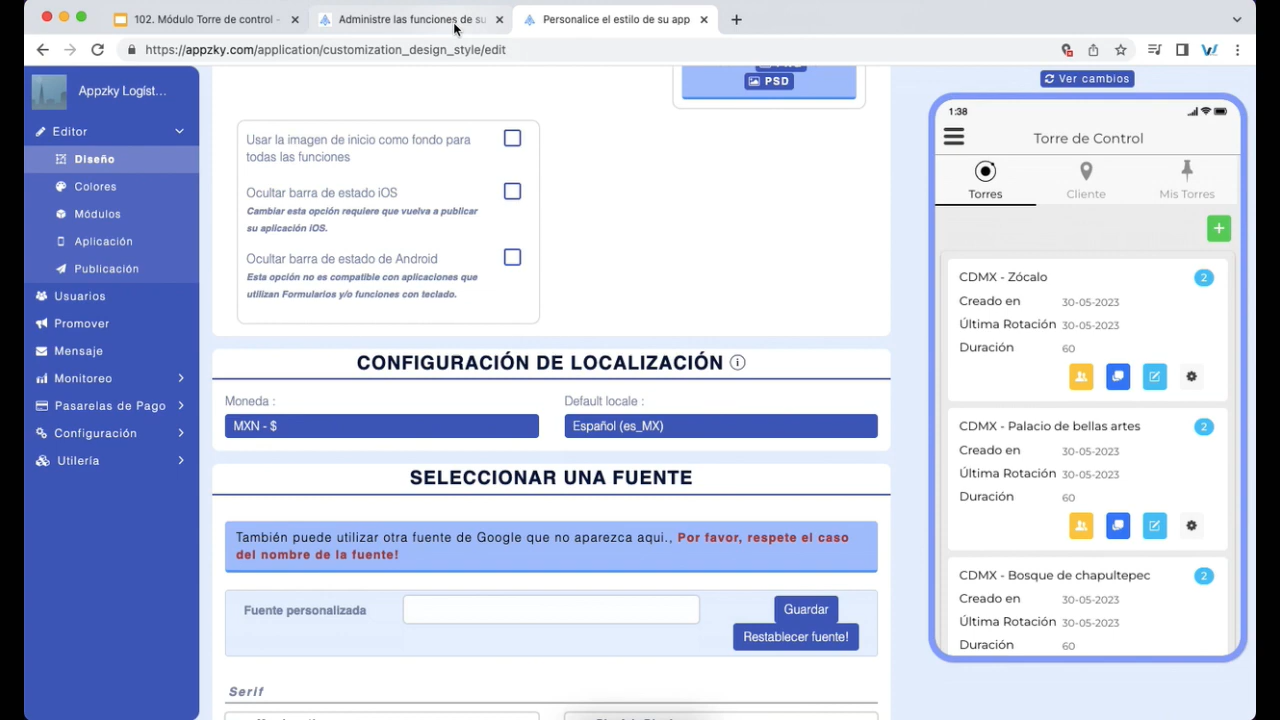 102. Módulo Torre de control -
Administre las funciones de su
Personalice el estilo de su app
https://appzky.com/application/customization_design_style/edit
Appzky Logíst...
Editor
Diseño
Colores
Módulos
Aplicación
Publicación
Usuarios
Promover
Mensaje
Monitoreo
Pasarelas de Pago
Configuración
Utilería
PSD
Usar la imagen de inicio como fondo para
todas las funciones
Ocultar barra de estado iOS
Cambiar esta opción requiere que vuelva a publicar
su aplicación iOS.
Ocultar barra de estado de Android
Esta opción no es compatible con aplicaciones que
utilizan Formularios y/o funciones con teclado.
CONFIGURACIÓN DE LOCALIZACIÓN
Moneda :
Default locale :
MXN - $
Español (es_MX)
SELECCIONAR UNA FUENTE
También puede utilizar otra fuente de Google que no aparezca aqui., Por favor, respete el caso
del nombre de la fuente!
Fuente personalizada
Guardar
Restablecer fuente!
Serif
Ver cambios
1:38
Torre de Control
Torres
Cliente
Mis Torres
+
CDMX - Zócalo
2
Creado en 30-05-2023
Última Rotación 30-05-2023
Duración 60
CDMX - Palacio de bellas artes
2
Creado en 30-05-2023
Última Rotación 30-05-2023
Duración 60
CDMX - Bosque de chapultepec
2
Creado en 30-05-2023
Última Rotación 30-05-2023
Duración 60